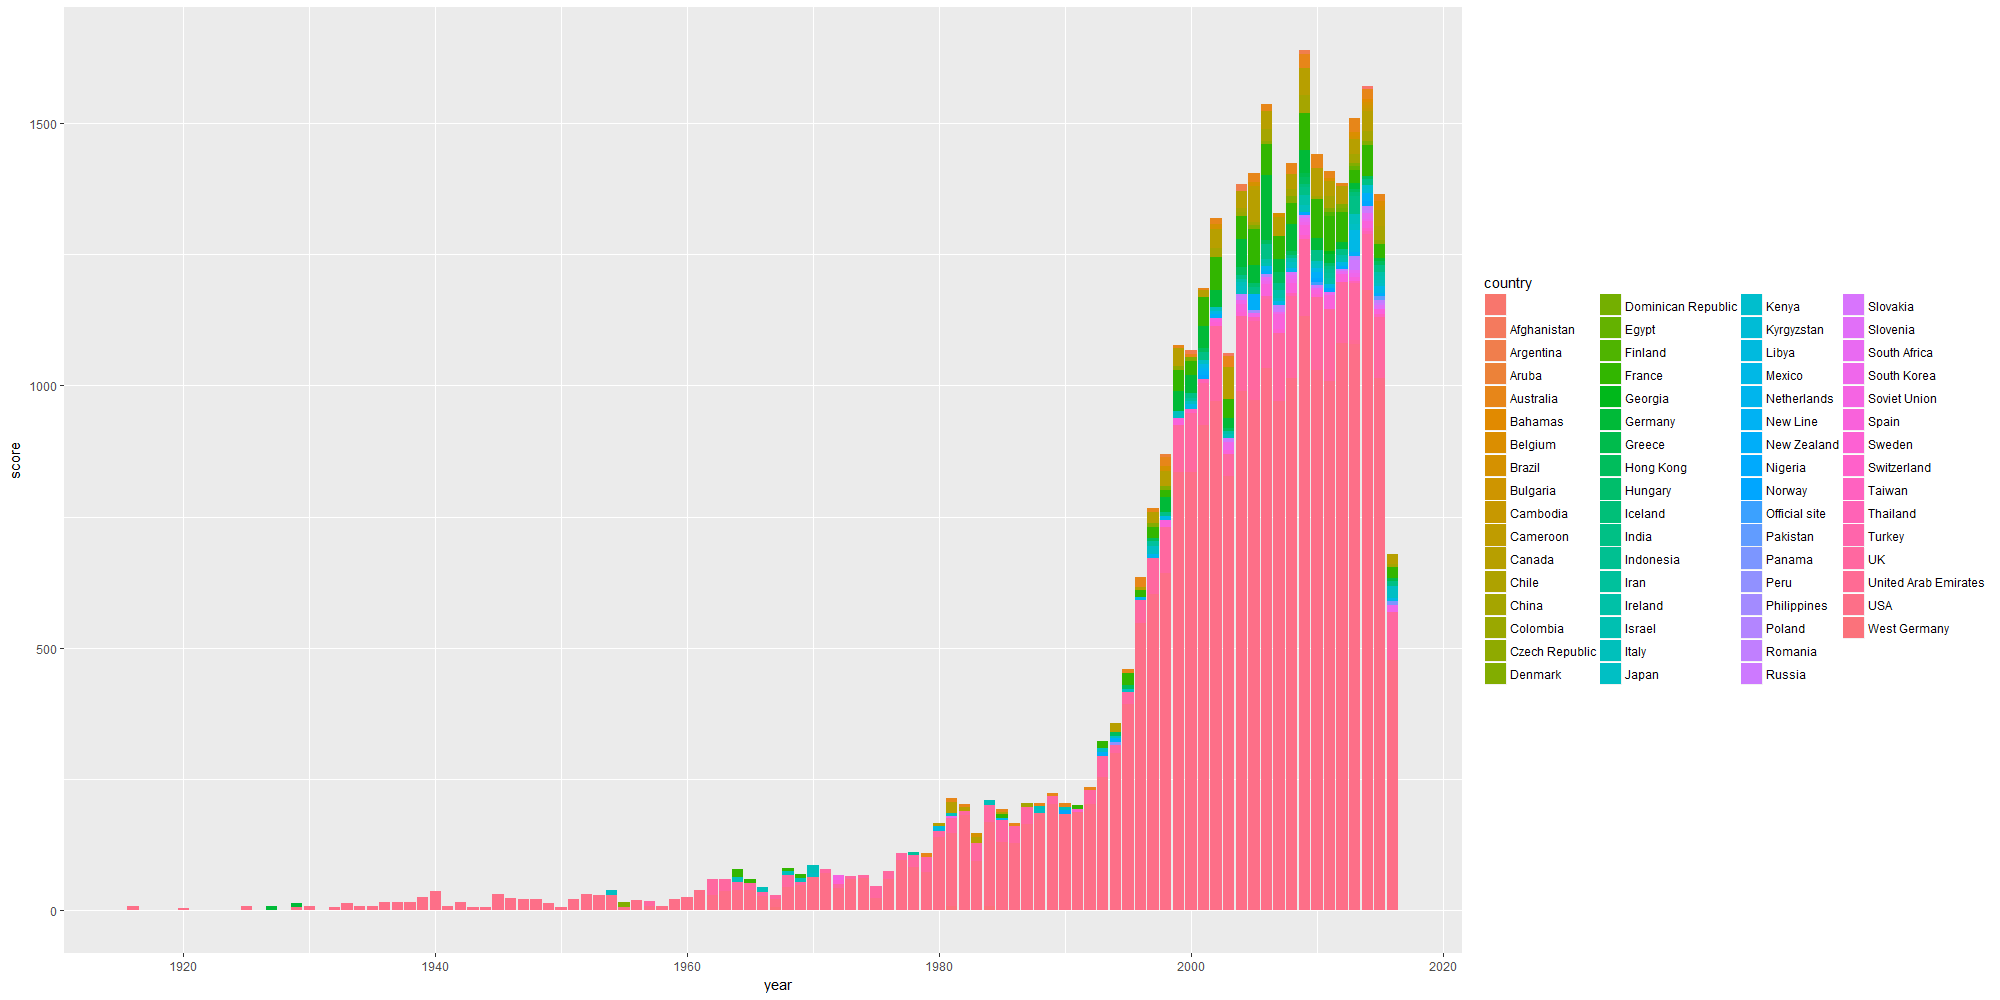 1500
1000
500
0
score
1920
1940
1960
1980
2000
2020
year
country
Afghanistan
Argentina
Aruba
Australia
Bahamas
Belgium
Brazil
Bulgaria
Cambodia
Cameroon
Canada
Chile
China
Colombia
Czech Republic
Denmark
Dominican Republic
Egypt
Finland
France
Georgia
Germany
Greece
Hong Kong
Hungary
Iceland
India
Indonesia
Iran
Ireland
Israel
Italy
Japan
Kenya
Kyrgyzstan
Libya
Mexico
Netherlands
New Line
New Zealand
Nigeria
Norway
Official site
Pakistan
Panama
Peru
Philippines
Poland
Romania
Russia
Slovakia
Slovenia
South Africa
South Korea
Soviet Union
Spain
Sweden
Switzerland
Taiwan
Thailand
Turkey
UK
United Arab Emirates
USA
West Germany